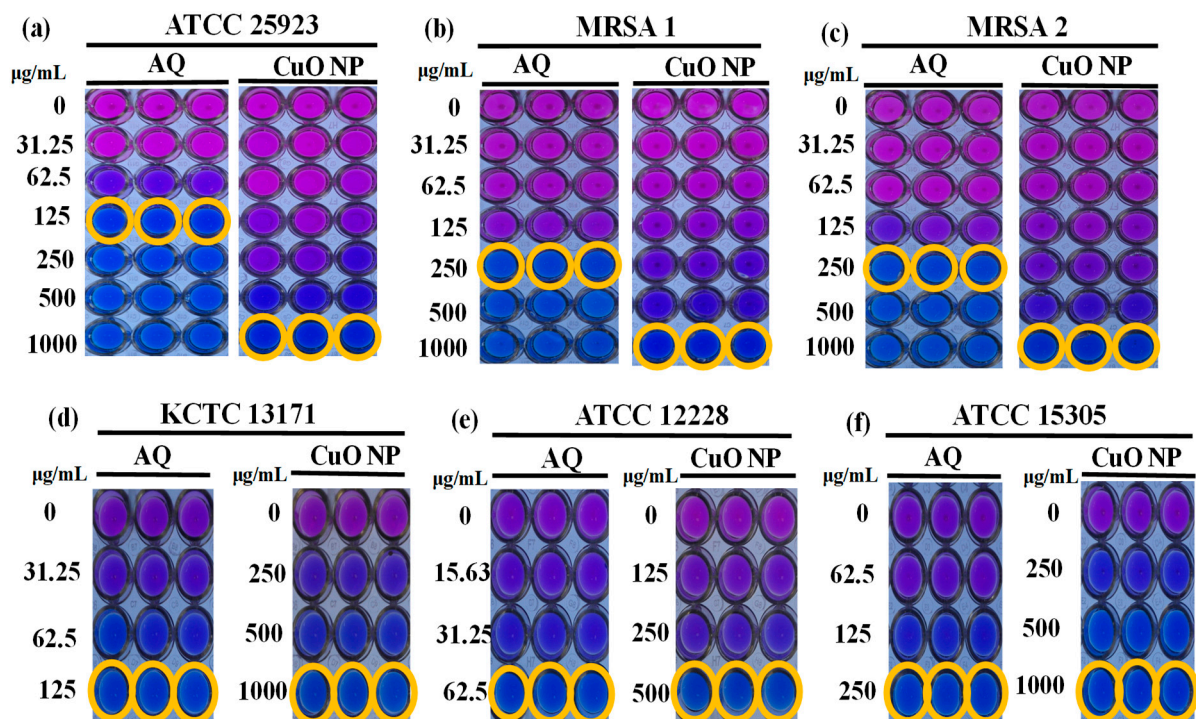 (a) ATCC 25923
μg/mL AQ CuO NP
0
31.25
62.5
125
250
500
1000
(b) MRSA 1
μg/mL AQ CuO NP
0
31.25
62.5
125
250
500
1000
(c) MRSA 2
μg/mL AQ CuO NP
0
31.25
62.5
125
250
500
1000
(d) KCTC 13171
μg/mL AQ μg/mL CuO NP
0 0
31.25 250
62.5 500
125 1000
(e) ATCC 12228
μg/mL AQ μg/mL CuO NP
0 0
15.63 125
31.25 250
62.5 500
(f) ATCC 15305
μg/mL AQ μg/mL CuO NP
0 0
62.5 250
125 500
250 1000